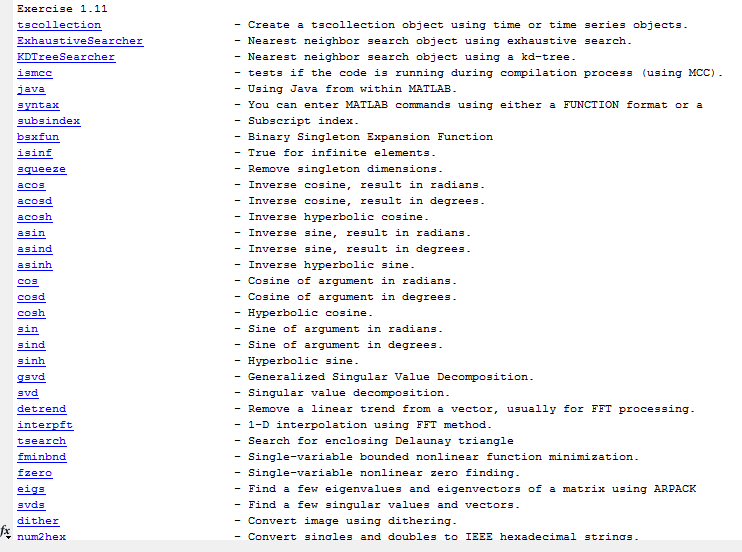 Exercise 1.11
tscollection - Create a tscollection object using time or time series objects.
ExhaustiveSearcher - Nearest neighbor search object using exhaustive search.
KDTreeSearcher - Nearest neighbor search object using a kd-tree.
ismcc - tests if the code is running during compilation process (using MCC).
java - Using Java from within MATLAB.
syntax - You can enter MATLAB commands using either a FUNCTION format or a
subsindex - Subscript index.
bsxfun - Binary Singleton Expansion Function
isinf - True for infinite elements.
squeeze - Remove singleton dimensions.
acos - Inverse cosine, result in radians.
acosd - Inverse cosine, result in degrees.
acosh - Inverse hyperbolic cosine.
asin - Inverse sine, result in radians.
asind - Inverse sine, result in degrees.
asinh - Inverse hyperbolic sine.
cos - Cosine of argument in radians.
cosd - Cosine of argument in degrees.
cosh - Hyperbolic cosine.
sin - Sine of argument in radians.
sind - Sine of argument in degrees.
sinh - Hyperbolic sine.
gsvd - Generalized Singular Value Decomposition.
svd - Singular value decomposition.
detrend - Remove a linear trend from a vector, usually for FFT processing.
interpft - 1-D interpolation using FFT method.
tsearch - Search for enclosing Delaunay triangle
fminbnd - Single-variable bounded nonlinear function minimization.
fzero - Single-variable nonlinear zero finding.
eigs - Find a few eigenvalues and eigenvectors of a matrix using ARPACK
svds - Find a few singular values and vectors.
dither - Convert image using dithering.
fx num2hex - Convert singles and doubles to IEEE hexadecimal strings.